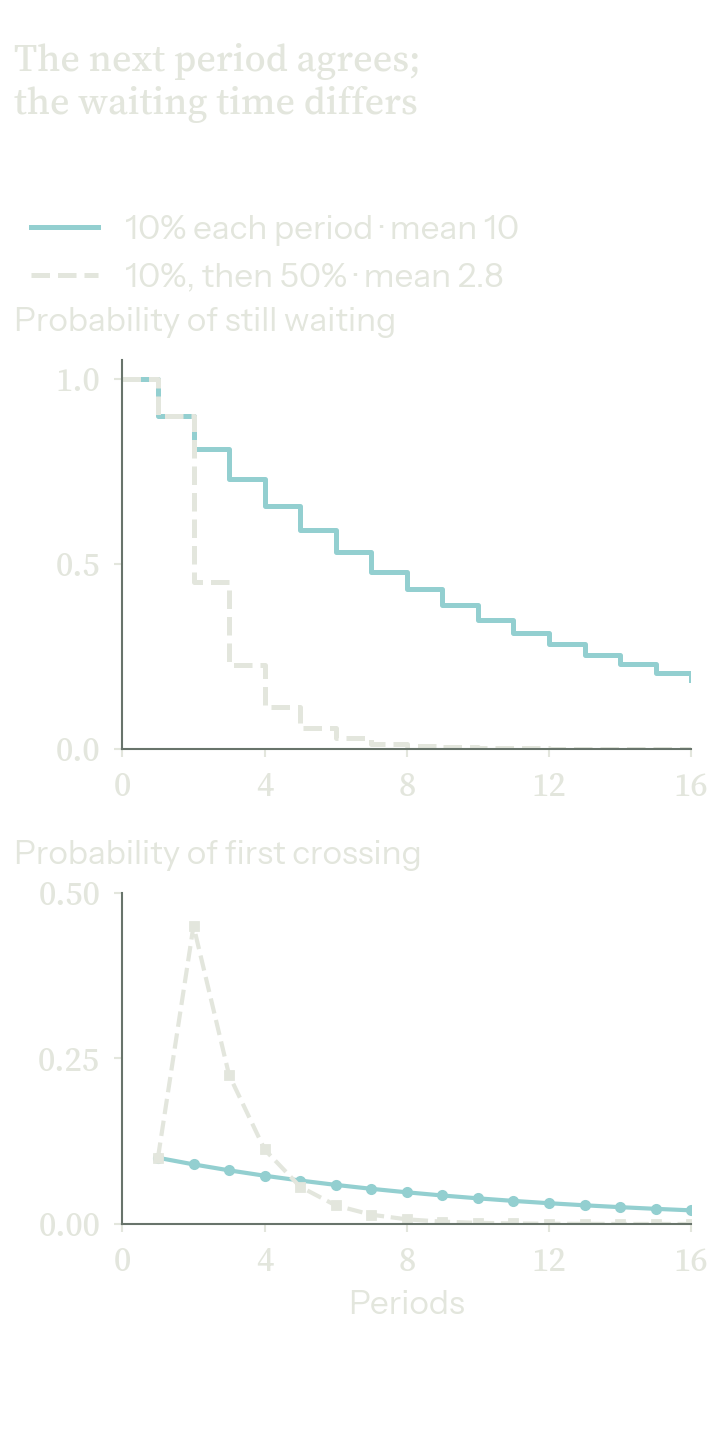 The next period agrees;
the waiting time differs
10% each period · mean 10
10%, then 50% · mean 2.8
Probability of still waiting
1.0
0.5
0.0
0 4 8 12 16
Probability of first crossing
0.50
0.25
0.00
0 4 8 12 16
Periods